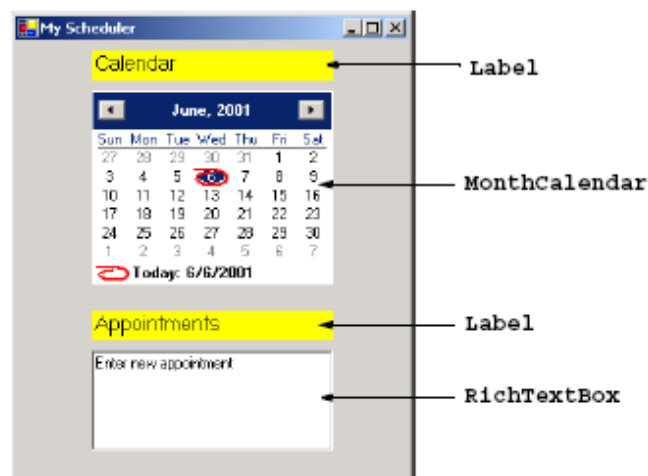 My Scheduler
Calendar
Label
June, 2001
Sun Mon Tue Wed Thu Fri Sat
27 28 29 30 31 1 2
3 4 5 6 7 8 9
MonthCalendar
10 11 12 13 14 15 16
17 18 19 20 21 22 23
24 25 26 27 28 29 30
1 2 3 4 5 6 7
Today: 6/6/2001
Appointments
Label
Enter new appointment
RichTextBox